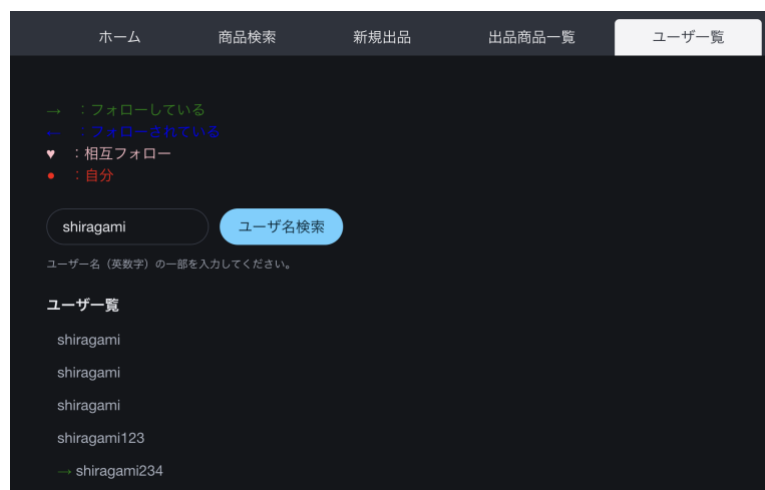 ホーム 商品検索 新規出品 出品商品一覧 ユーザ一覧
→ ：フォローしている
← ：フォローされている
♥ ：相互フォロー
● ：自分
shiragami ユーザ名検索
ユーザー名（英数字）の一部を入力してください。
ユーザ一覧
shiragami
shiragami
shiragami
shiragami123
→ shiragami234